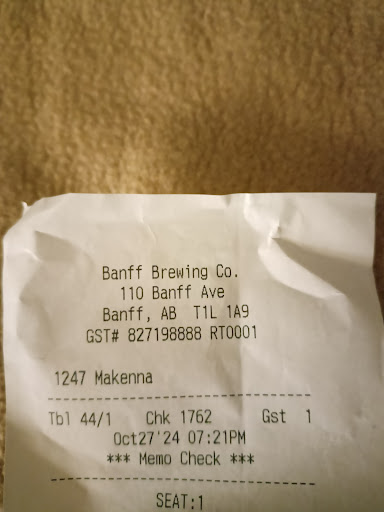 Banff Brewing Co.
110 Banff Ave
Banff, AB T1L 1A9
GST# 827198888 RT0001
1247 Makenna
Tbl 44/1 Chk 1762 Gst 1
Oct27'24 07:21PM
*** Memo Check ***
SEAT:1